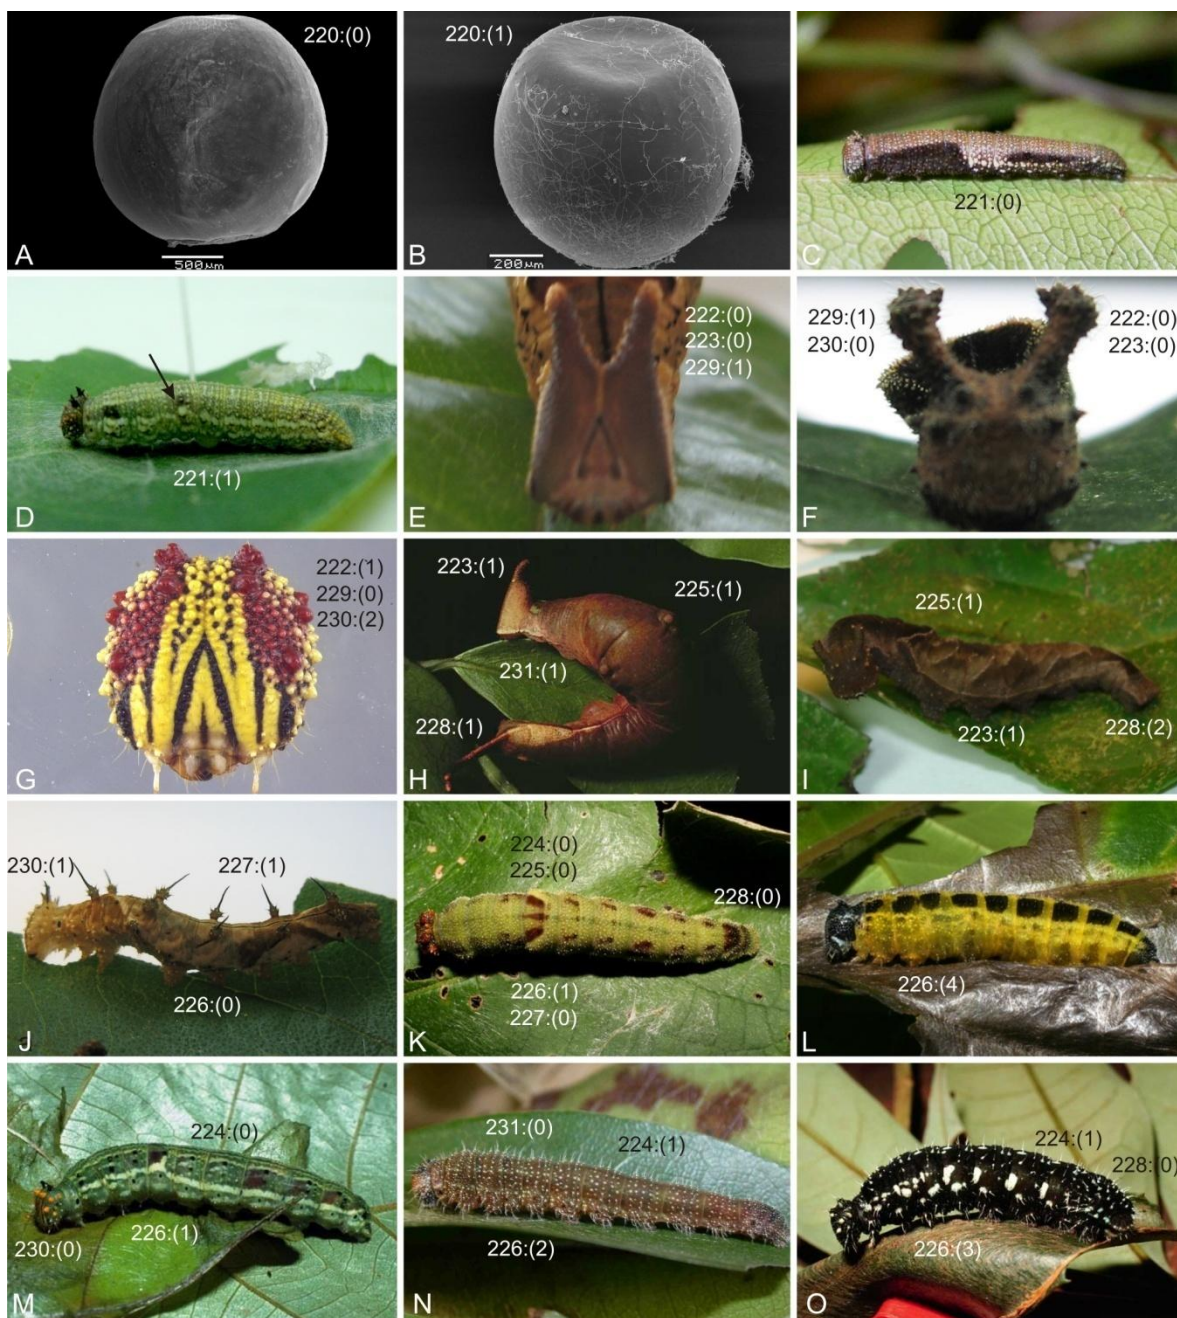 220:(0)
A
500µm
220:(1)
B
200µm
221:(0)
C
221:(1)
D
222:(0)
223:(0)
229:(1)
E
229:(1)
230:(0)
222:(0)
223:(0)
F
222:(1)
229:(0)
230:(2)
G
223:(1)
225:(1)
231:(1)
228:(1)
H
225:(1)
223:(1)
228:(2)
I
230:(1)
227:(1)
226:(0)
J
224:(0)
225:(0)
228:(0)
226:(1)
227:(0)
K
226:(4)
L
224:(0)
226:(1)
230:(0)
M
231:(0)
224:(1)
226:(2)
N
224:(1)
228:(0)
226:(3)
O